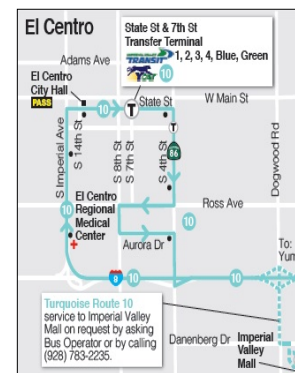 El Centro
State St & 7th St
Transfer Terminal
TRANSIT 1, 2, 3, 4, Blue, Green
10
Adams Ave
El Centro
City Hall
PASS
10
T
State St
W Main St
T
S Imperial Ave
S 14th St
S 8th St
S 7th St
S 4th St
86
Dogwood Rd
10
El Centro
Regional
Medical
Center
Ross Ave
10
Aurora Dr
To:
Yum
8
10
10
Turquoise Route 10
service to Imperial Valley
Mall on request by asking
Bus Operator or by calling
(928) 783-2235.
Danenberg Dr
Imperial
Valley
Mall